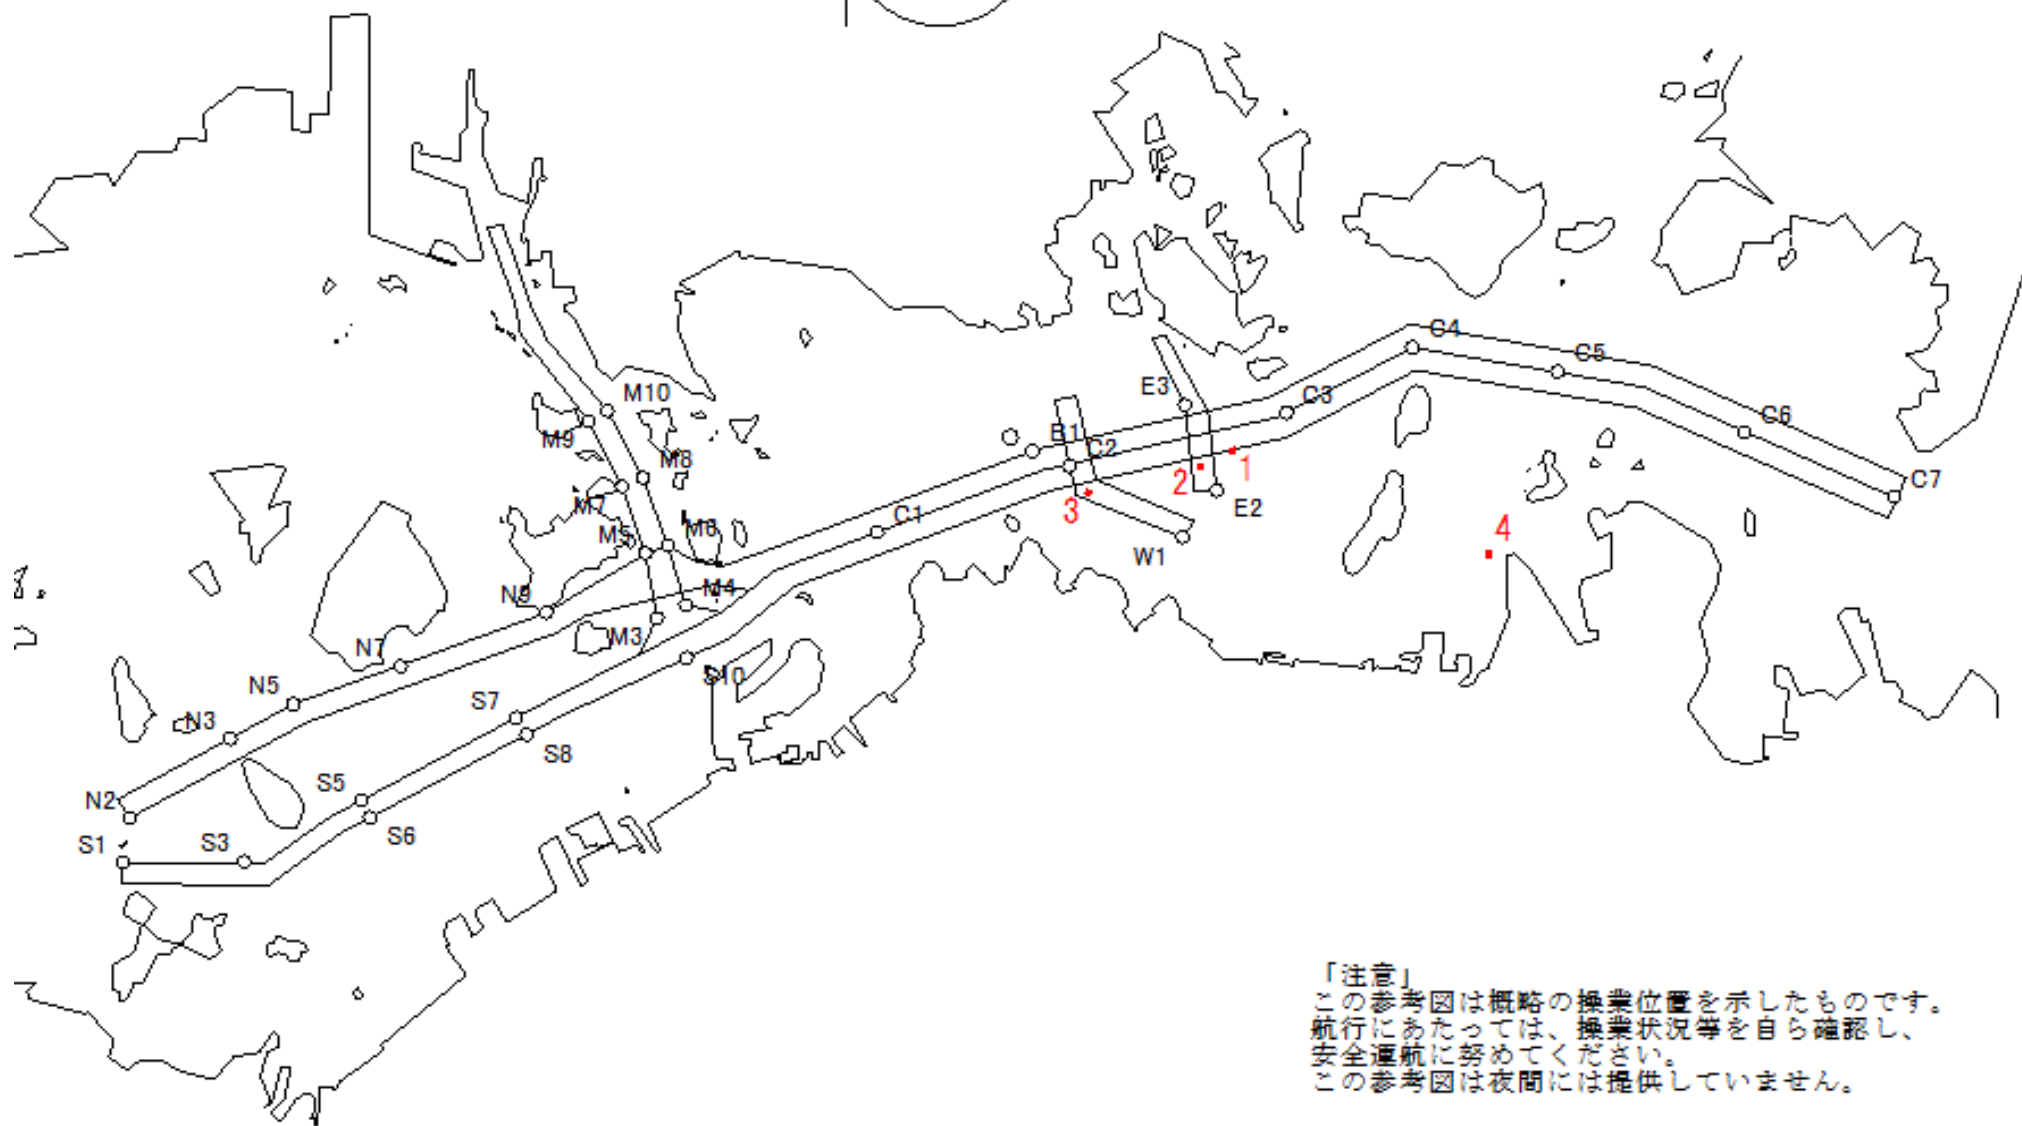 C4
C5
M10
E3
C3
C6
M9
B1
C2
M8
1
2
C7
M7
3
E2
C1
M5
M6
4
W1
N9
M4
M3
N7
S10
N5
S7
N3
S8
S5
N2
S6
S1
S3
「注意」
この参考図は概略の操業位置を示したものです。
航行にあたっては、操業状況等を自ら確認し、
安全運航に努めてください。
この参考図は夜間には提供していません。